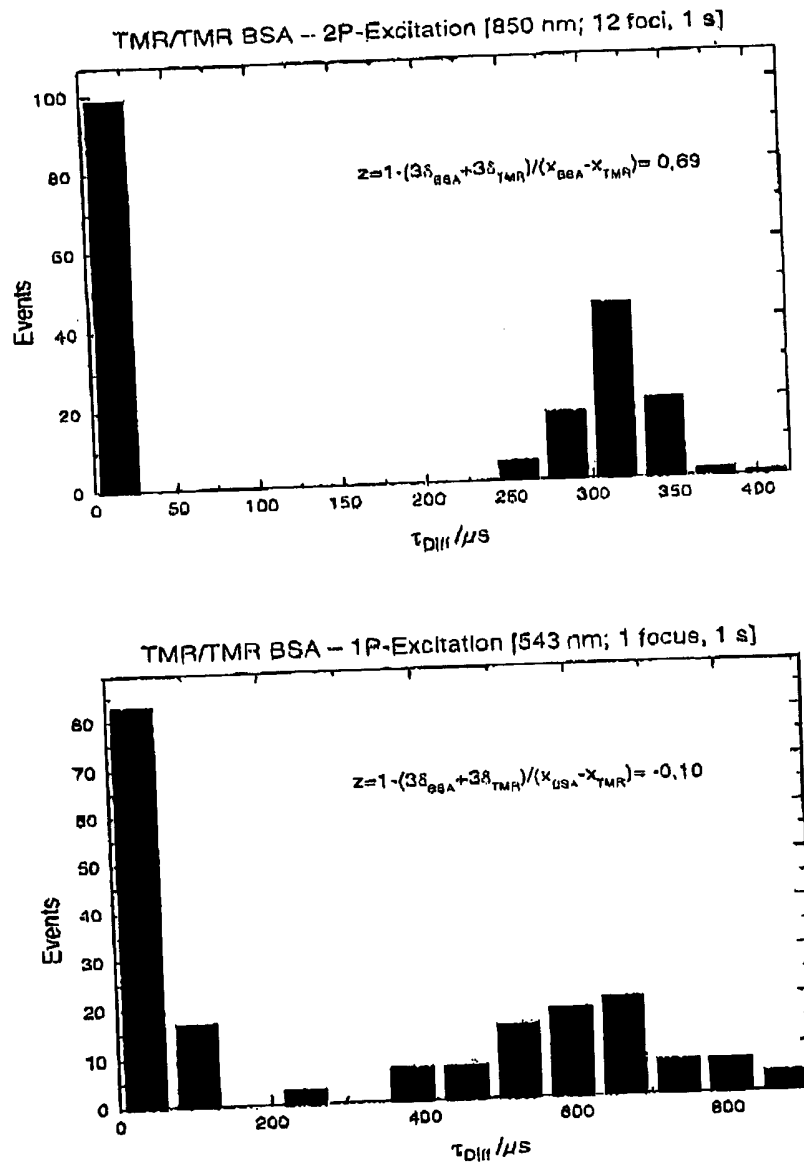 TMR/TMR BSA – 2P-Excitation [850 nm; 12 foci, 1 s]
100
z=1-(3δBSA+3δTMR)/(xBSA-xTMR)= 0,69
80
60
Events
40
20
0
0 50 100 150 200 250 300 350 400
τDiff/μs
TMR/TMR BSA – 1P-Excitation [543 nm; 1 focus, 1 s]
80
z=1-(3δBSA+3δTMR)/(xBSA-xTMR)= -0,10
70
60
50
40
Events
30
20
10
0
0 200 400 600 800
τDiff/μs